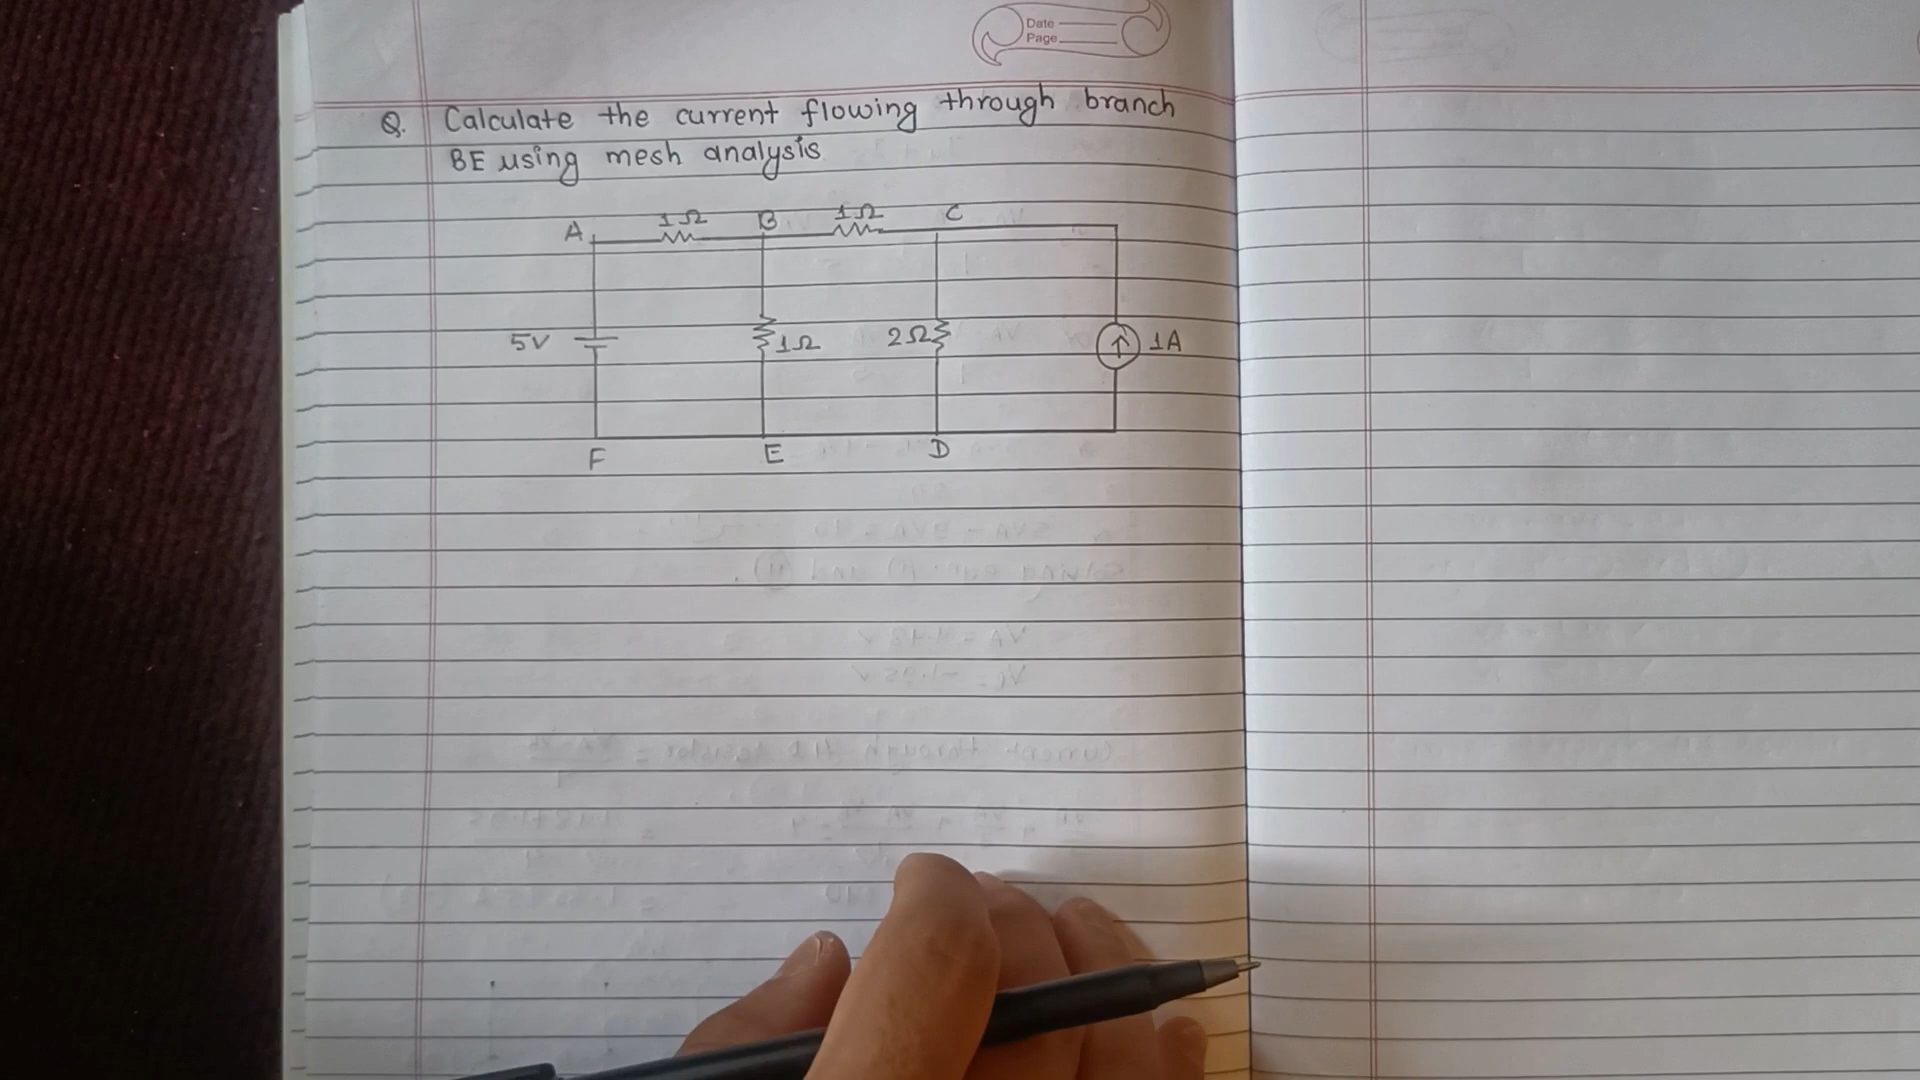 Date
Page
Q. Calculate the current flowing through branch
BE using mesh analysis
A 1Ω B 1Ω C
5V 1Ω 2Ω 1A
F E D